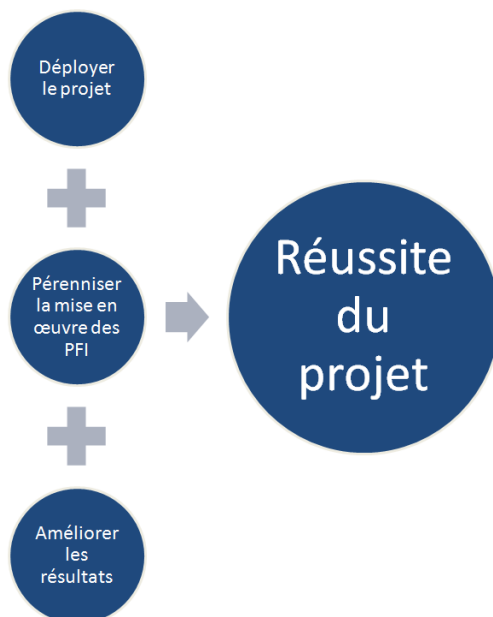 Déployer
le projet
Pérenniser
la mise en
œuvre des
PFI
Améliorer
les
résultats
Réussite
du
projet